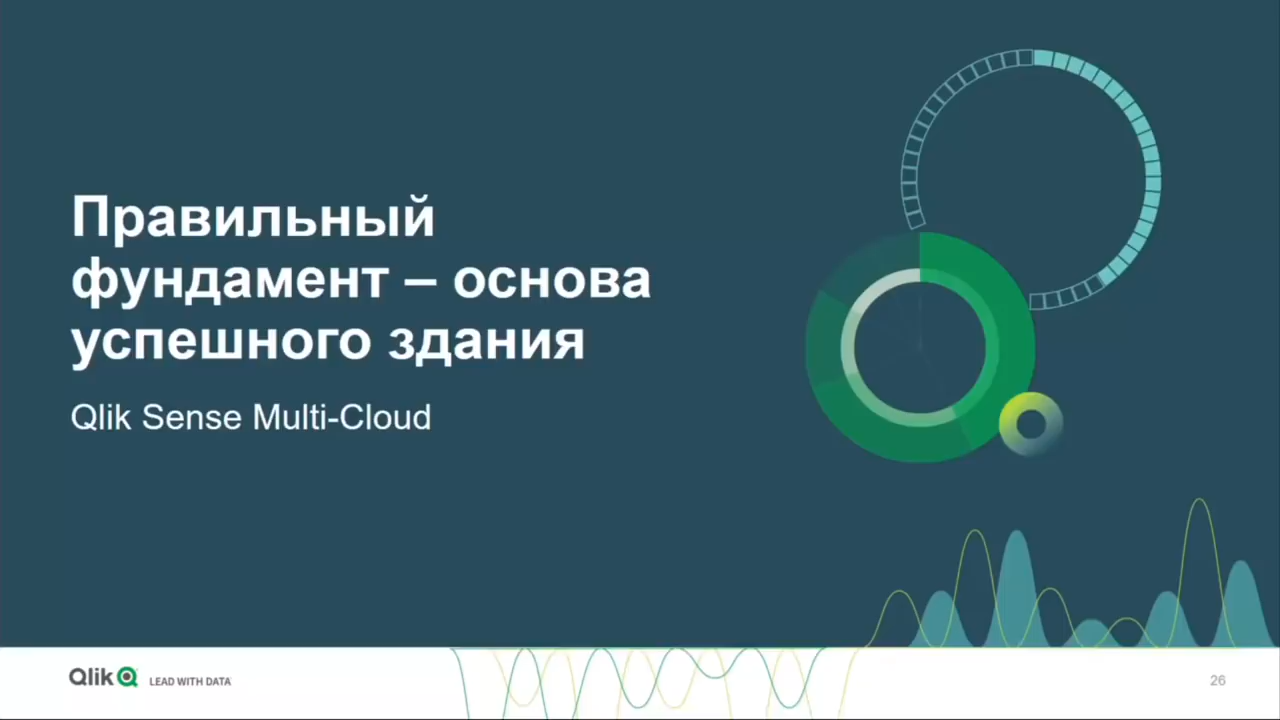 Правильный
фундамент – основа
успешного здания
Qlik Sense Multi-Cloud
Qlik LEAD WITH DATA
26